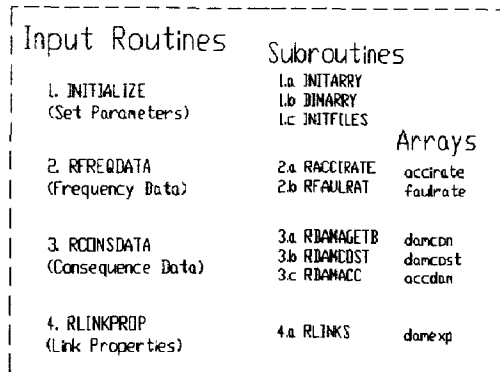 Input Routines
Subroutines
1. INITIALIZE
(Set Parameters)
1.a INITARRY
1.b DIMARRY
1.c INITFILES
Arrays
2. RFREQDATA
(Frequency Data)
2.a RACCIRATE accirate
2.b RFAULRAT faulrate
3. RCONSDATA
(Consequence Data)
3.a RDAMAGETB damcon
3.b RDAMCOST damcost
3.c RDAMACC accdam
4. RLINKPROP
(Link Properties)
4.a RLINKS damexp